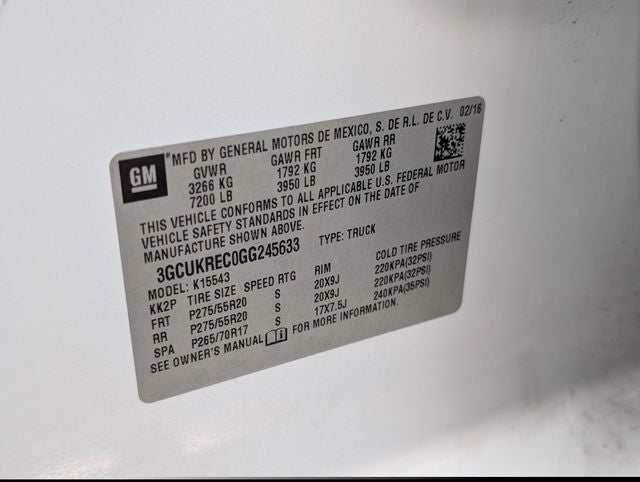 GM
*MFD BY GENERAL MOTORS DE MEXICO, S. DE R.L. DE C.V. 02/16
GVWR GAWR FRT GAWR RR
3266 KG 1792 KG 1792 KG
7200 LB 3950 LB 3950 LB
THIS VEHICLE CONFORMS TO ALL APPLICABLE U.S. FEDERAL MOTOR
VEHICLE SAFETY STANDARDS IN EFFECT ON THE DATE OF
MANUFACTURE SHOWN ABOVE.
3GCUKREC0GG245633 TYPE: TRUCK
MODEL: K15543
KK2P TIRE SIZE SPEED RTG RIM COLD TIRE PRESSURE
FRT P275/55R20 S 20X9J 220KPA(32PSI)
RR P275/55R20 S 20X9J 220KPA(32PSI)
SPA P265/70R17 S 17X7.5J 240KPA(35PSI)
SEE OWNER'S MANUAL FOR MORE INFORMATION.